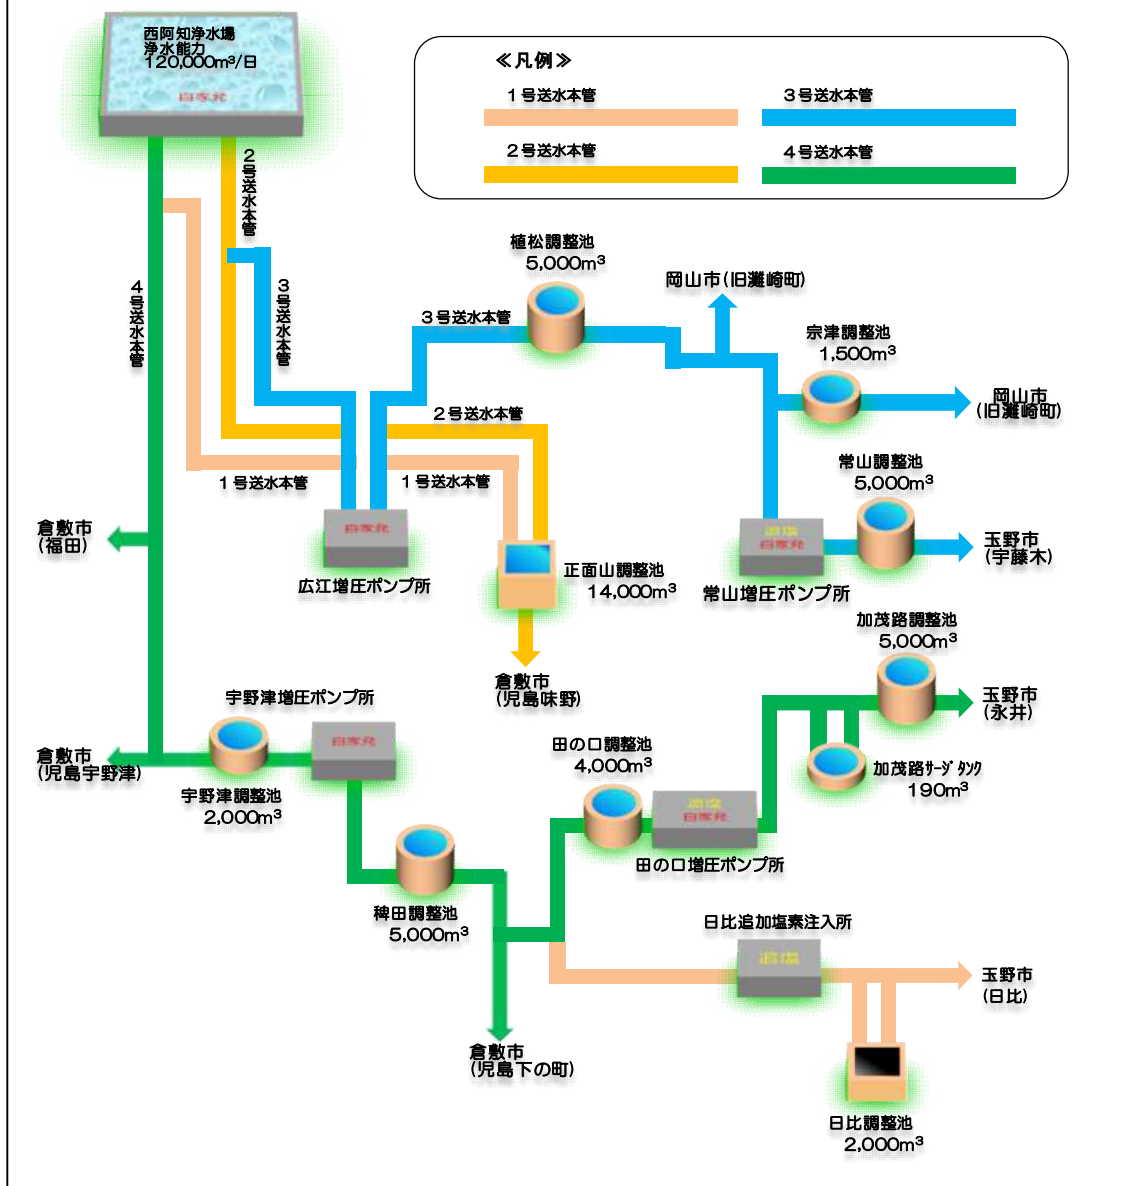 西阿知浄水場
浄水能力
120,000m³/日
自家発
≪凡例≫
1号送水本管
3号送水本管
2号送水本管
4号送水本管
2号送水本管
4号送水本管
3号送水本管
植松調整池
5,000m³
岡山市(旧灘崎町)
3号送水本管
宗津調整池
1,500m³
岡山市
(旧灘崎町)
2号送水本管
1号送水本管
1号送水本管
常山調整池
5,000m³
倉敷市
(福田)
自家発
広江増圧ポンプ所
正面山調整池
14,000m³
追塩
自家発
常山増圧ポンプ所
玉野市
(宇藤木)
倉敷市
(児島味野)
加茂路調整池
5,000m³
玉野市
(永井)
宇野津増圧ポンプ所
自家発
倉敷市
(児島宇野津)
宇野津調整池
2,000m³
田の口調整池
4,000m³
加茂路ｻｰｼﾞﾀﾝｸ
190m³
追塩
自家発
田の口増圧ポンプ所
稗田調整池
5,000m³
日比追加塩素注入所
追塩
玉野市
(日比)
倉敷市
(児島下の町)
日比調整池
2,000m³